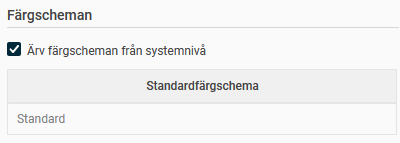 Färgscheman
Ärv färgscheman från systemnivå
Standardfärgschema
Standard